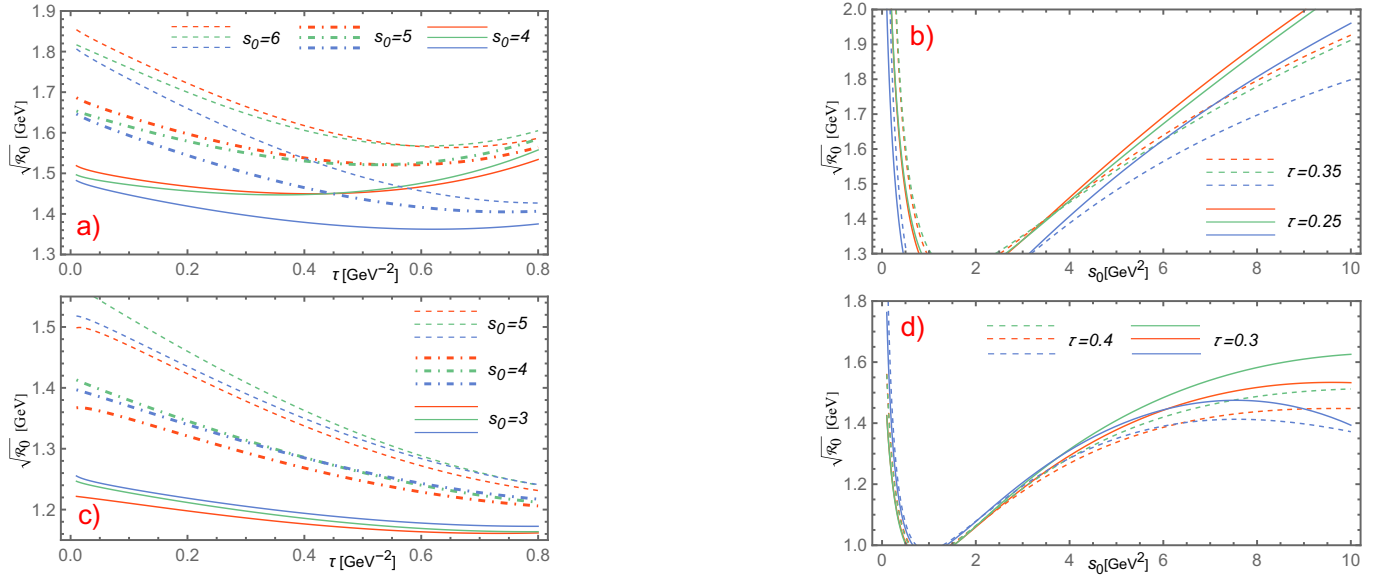 1.9
1.8
1.7
1.6
1.5
1.4
1.3
√R₀ [GeV]
s₀=6
s₀=5
s₀=4
a)
0.0 0.2 0.4 0.6 0.8
τ [GeV⁻²]
2.0
1.9
1.8
1.7
1.6
1.5
1.4
1.3
√R₀ [GeV]
b)
τ=0.35
τ=0.25
0 2 4 6 8 10
s₀[GeV²]
1.5
1.4
1.3
1.2
√R₀ [GeV]
s₀=5
s₀=4
s₀=3
c)
0.0 0.2 0.4 0.6 0.8
τ [GeV⁻²]
1.8
1.6
1.4
1.2
1.0
√R₀ [GeV]
d)
τ=0.4
τ=0.3
0 2 4 6 8 10
s₀[GeV²]